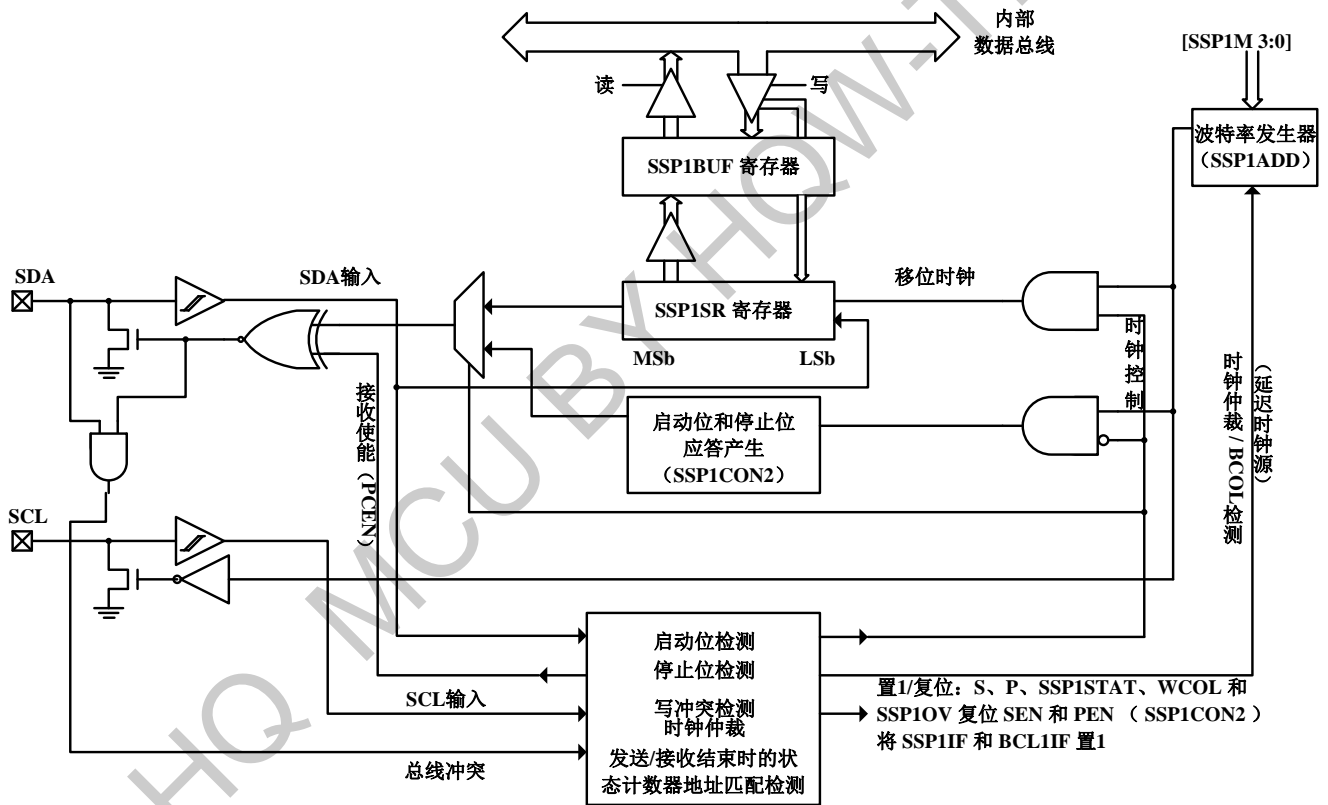 内部
数据总线
[SSP1M 3:0]
读
写
波特率发生器
（SSP1ADD）
SSP1BUF 寄存器
SDA
SDA输入
移位时钟
SSP1SR 寄存器
MSb
LSb
时钟控制
（延迟时钟源）
时钟仲裁 / BCOL检测
接收使能（PCEN）
启动位和停止位
应答产生
（SSP1CON2）
SCL
启动位检测
停止位检测
SCL输入
写冲突检测
时钟仲裁
置1/复位：S、P、SSP1STAT、WCOL 和
SSP1OV 复位 SEN 和 PEN （ SSP1CON2 ）
将 SSP1IF 和 BCL1IF 置1
总线冲突
发送/接收结束时的状
态计数器地址匹配检测
HQ MCU BY HQW-T